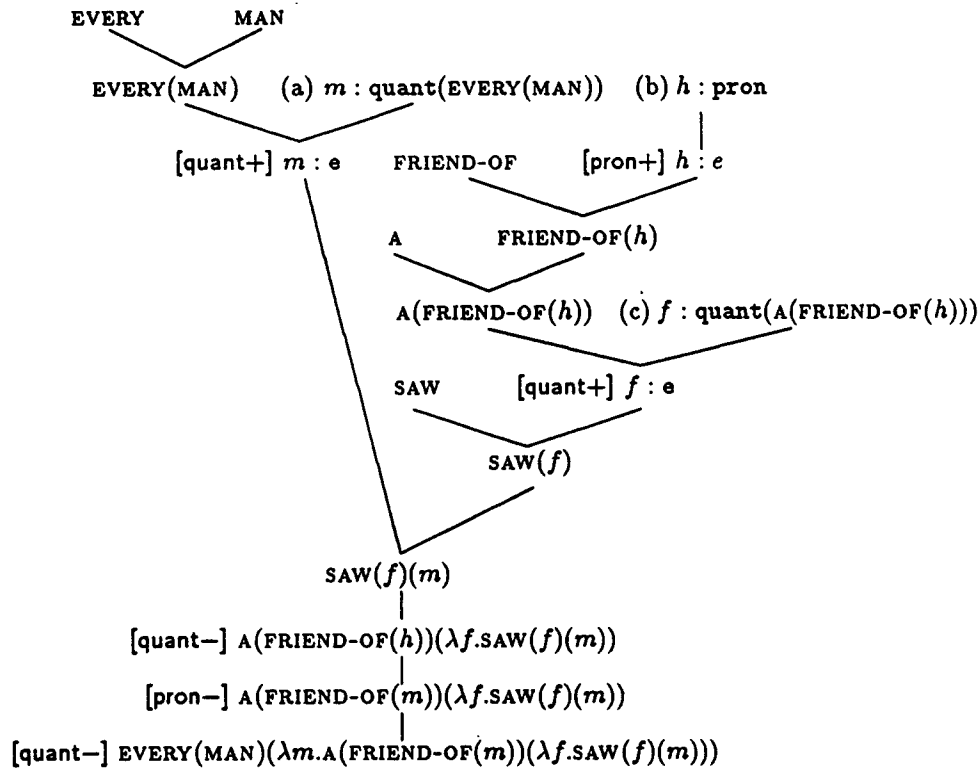 EVERY MAN
EVERY(MAN) (a) m : quant(EVERY(MAN)) (b) h : pron
[quant+] m : e FRIEND-OF [pron+] h : e
A FRIEND-OF(h)
A(FRIEND-OF(h)) (c) f : quant(A(FRIEND-OF(h)))
SAW [quant+] f : e
SAW(f)
SAW(f)(m)
[quant−] A(FRIEND-OF(h))(λf.SAW(f)(m))
[pron−] A(FRIEND-OF(m))(λf.SAW(f)(m))
[quant−] EVERY(MAN)(λm.A(FRIEND-OF(m))(λf.SAW(f)(m)))